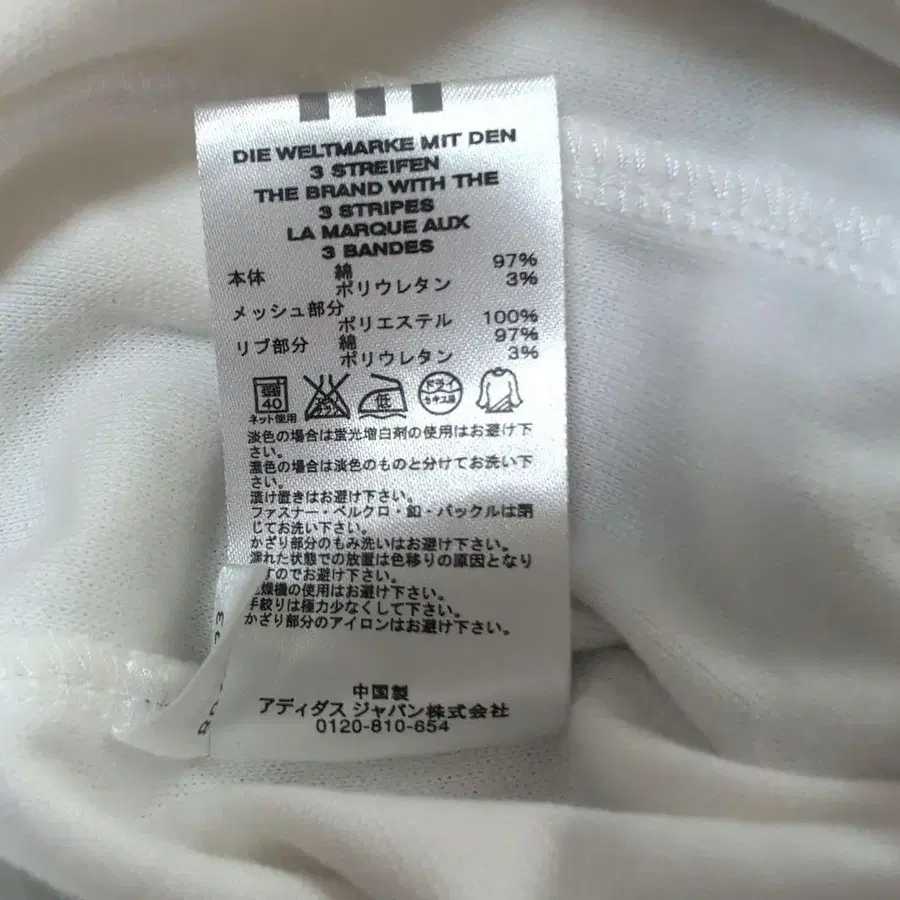 DIE WELTMARKE MIT DEN
3 STREIFEN
THE BRAND WITH THE
3 STRIPES
LA MARQUE AUX
3 BANDES
本体 綿 97%
ポリウレタン 3%
メッシュ部分
ポリエステル 100%
リブ部分 綿 97%
ポリウレタン 3%
40 低 ドライ
ネット使用
淡色の場合は蛍光増白剤の使用はお避け下
さい。
濃色の場合は淡色のものと分けてお洗い下
さい。
漬け置きはお避け下さい。
ファスナー・ベルクロ・釦・バックルは閉
じてお洗い下さい。
かざり部分のもみ洗いはお避け下さい。
濡れた状態での放置は色移りの原因となり
すのでお避け下さい。
燥機の使用はお避け下さい。
手絞りは極力少なくして下さい。
かざり部分のアイロンはお避け下さい。
中国製
アディダス ジャパン株式会社
0120-810-654